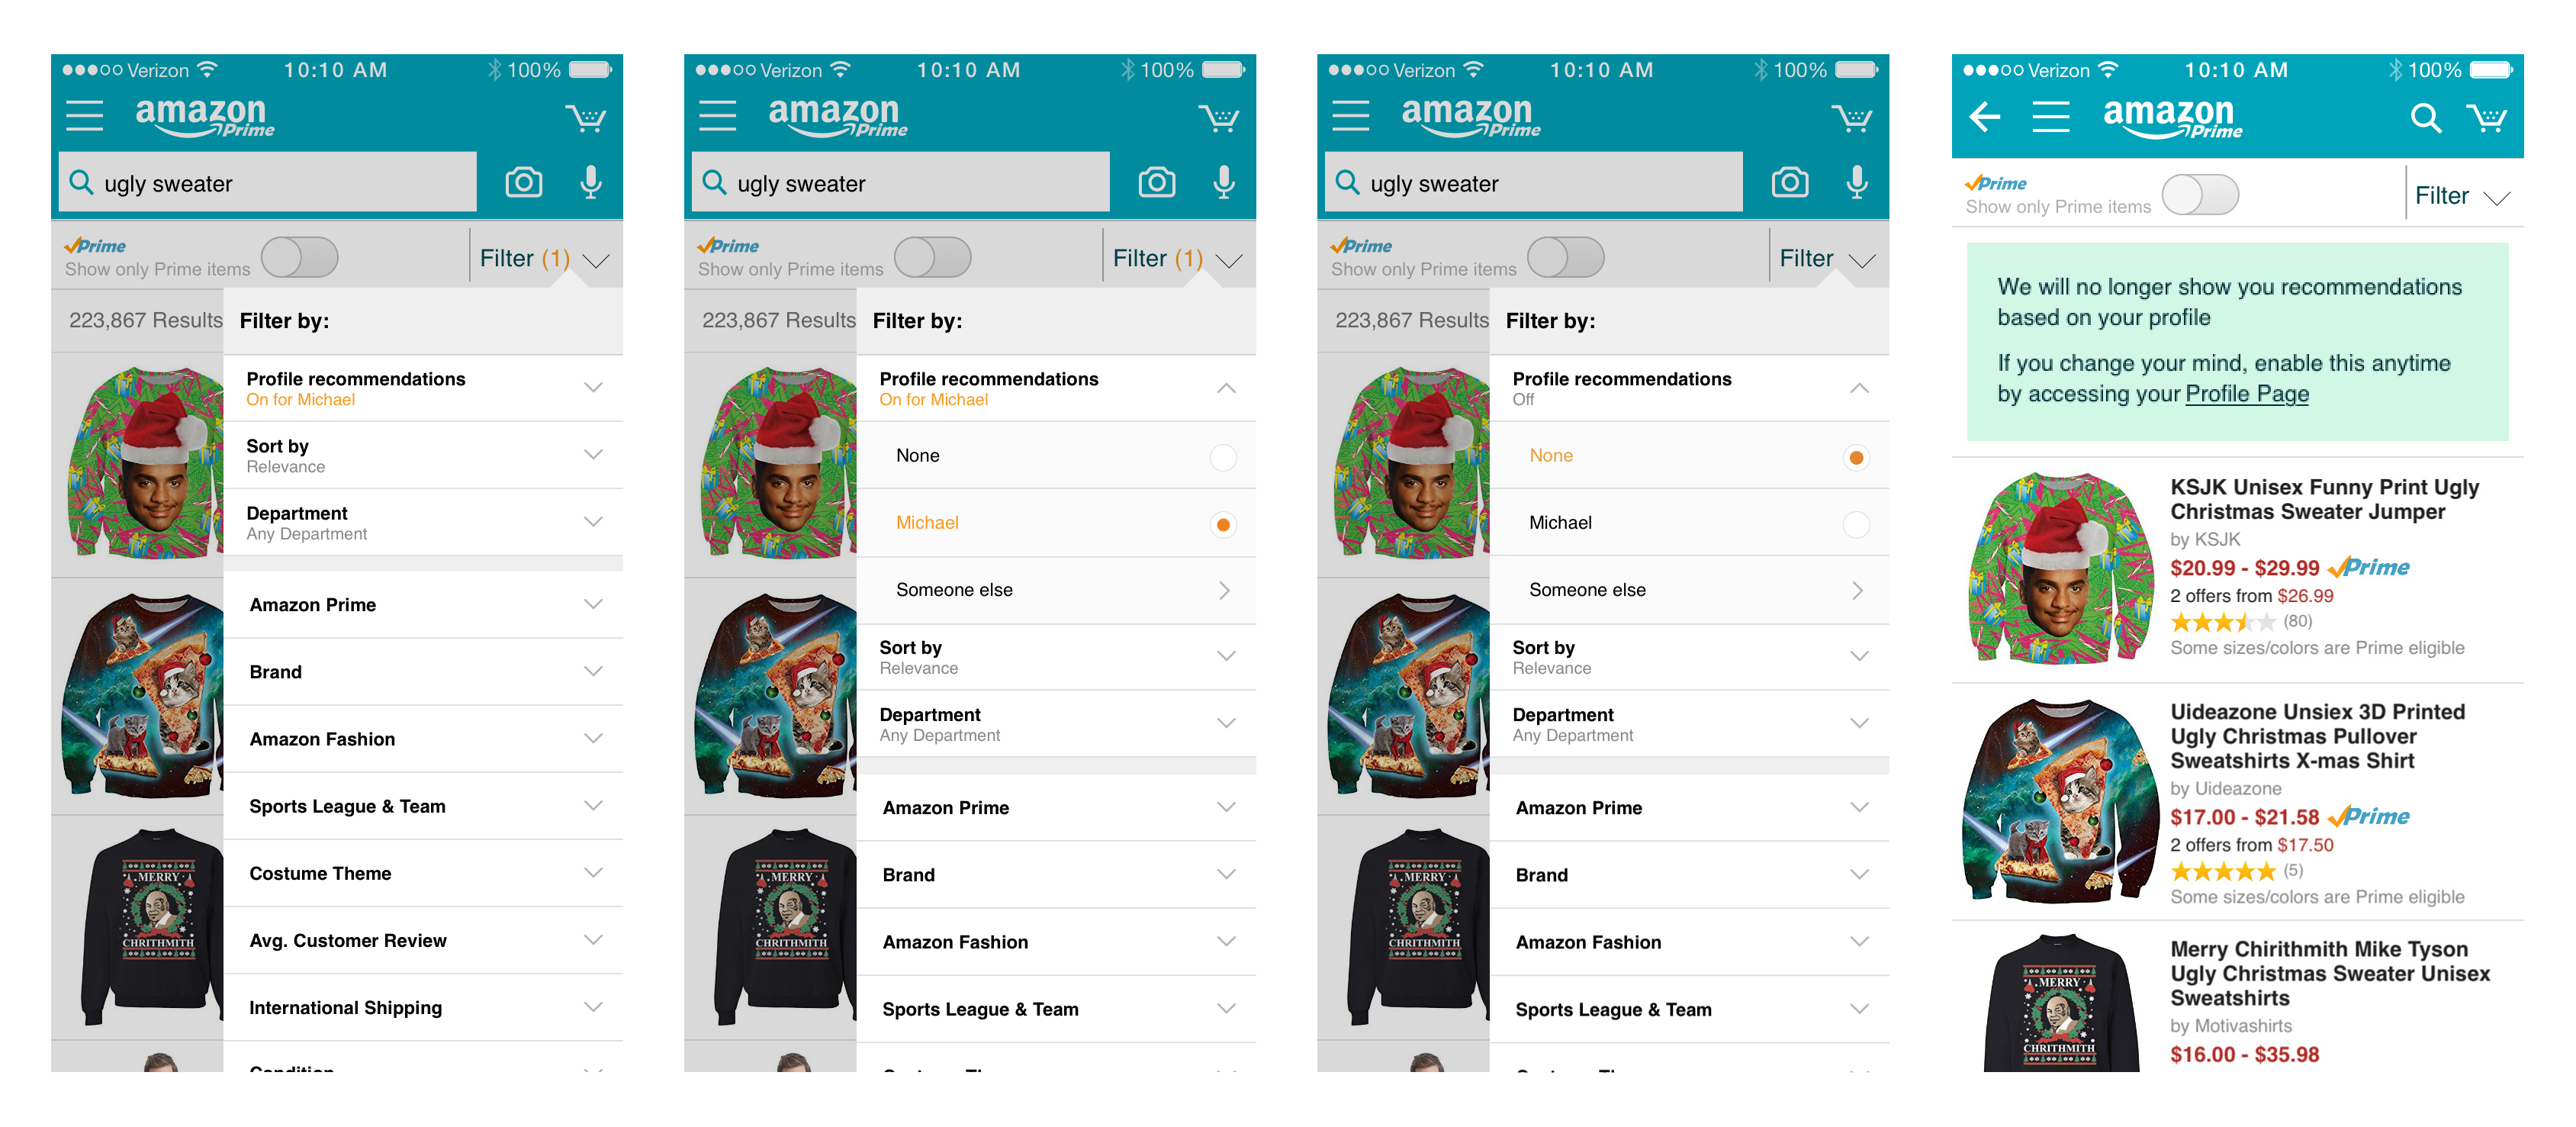 Verizon 10:10 AM 100%
amazon
Prime
ugly sweater
Prime
Show only Prime items
Filter (1)
223,867 Results
Filter by:
Profile recommendations
On for Michael
Sort by
Relevance
Department
Any Department
Amazon Prime
Brand
Amazon Fashion
Sports League & Team
Costume Theme
Avg. Customer Review
International Shipping
Condition
MERRY
CHRITHMITH
Verizon 10:10 AM 100%
amazon
Prime
ugly sweater
Prime
Show only Prime items
Filter (1)
223,867 Results
Filter by:
Profile recommendations
On for Michael
None
Michael
Someone else
Sort by
Relevance
Department
Any Department
Amazon Prime
Brand
Amazon Fashion
Sports League & Team
MERRY
CHRITHMITH
Verizon 10:10 AM 100%
amazon
Prime
ugly sweater
Prime
Show only Prime items
Filter
223,867 Results
Filter by:
Profile recommendations
Off
None
Michael
Someone else
Sort by
Relevance
Department
Any Department
Amazon Prime
Brand
Amazon Fashion
Sports League & Team
MERRY
CHRITHMITH
Verizon 10:10 AM 100%
amazon
Prime
Prime
Show only Prime items
Filter
We will no longer show you recommendations
based on your profile
If you change your mind, enable this anytime
by accessing your Profile Page
KSJK Unisex Funny Print Ugly
Christmas Sweater Jumper
by KSJK
$20.99 - $29.99 Prime
2 offers from $26.99
(80)
Some sizes/colors are Prime eligible
Uideazone Unsiex 3D Printed
Ugly Christmas Pullover
Sweatshirts X-mas Shirt
by Uideazone
$17.00 - $21.58 Prime
2 offers from $17.50
(5)
Some sizes/colors are Prime eligible
Merry Chirithmith Mike Tyson
Ugly Christmas Sweater Unisex
Sweatshirts
by Motivashirts
$16.00 - $35.98
MERRY
CHRITHMITH